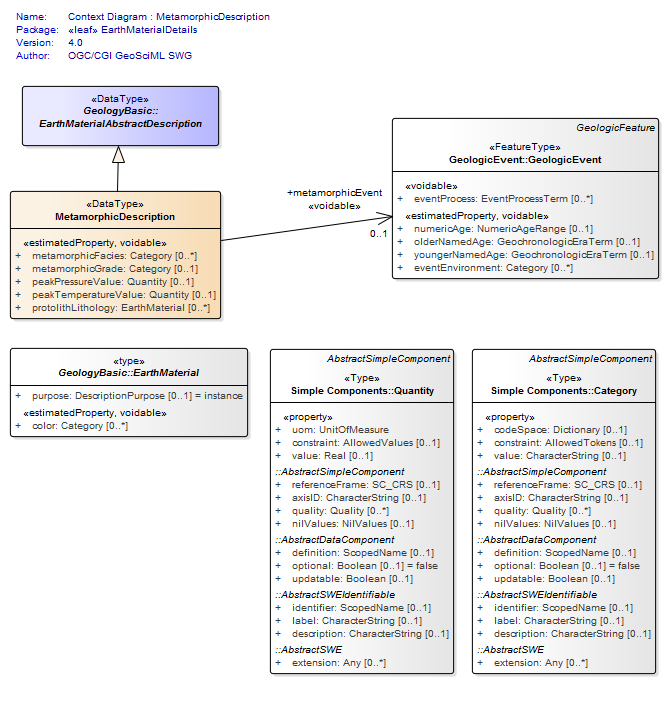 Name: Context Diagram : MetamorphicDescription
Package: «leaf» EarthMaterialDetails
Version: 4.0
Author: OGC/CGI GeoSciML SWG
«DataType»
GeologyBasic::
EarthMaterialAbstractDescription
GeologicFeature
«FeatureType»
GeologicEvent::GeologicEvent
«voidable»
+ eventProcess: EventProcessTerm [0..*]
«estimatedProperty, voidable»
+ numericAge: NumericAgeRange [0..1]
+ olderNamedAge: GeochronologicEraTerm [0..1]
+ youngerNamedAge: GeochronologicEraTerm [0..1]
+ eventEnvironment: Category [0..*]
+metamorphicEvent
«voidable»
0..1
«DataType»
MetamorphicDescription
«estimatedProperty, voidable»
+ metamorphicFacies: Category [0..*]
+ metamorphicGrade: Category [0..1]
+ peakPressureValue: Quantity [0..1]
+ peakTemperatureValue: Quantity [0..1]
+ protolithLithology: EarthMaterial [0..*]
«type»
GeologyBasic::EarthMaterial
+ purpose: DescriptionPurpose [0..1] = instance
«estimatedProperty, voidable»
+ color: Category [0..*]
AbstractSimpleComponent
«Type»
Simple Components::Quantity
«property»
+ uom: UnitOfMeasure
+ constraint: AllowedValues [0..1]
+ value: Real [0..1]
::AbstractSimpleComponent
+ referenceFrame: SC_CRS [0..1]
+ axisID: CharacterString [0..1]
+ quality: Quality [0..*]
+ nilValues: NilValues [0..1]
::AbstractDataComponent
+ definition: ScopedName [0..1]
+ optional: Boolean [0..1] = false
+ updatable: Boolean [0..1]
::AbstractSWEIdentifiable
+ identifier: ScopedName [0..1]
+ label: CharacterString [0..1]
+ description: CharacterString [0..1]
::AbstractSWE
+ extension: Any [0..*]
AbstractSimpleComponent
«Type»
Simple Components::Category
«property»
+ codeSpace: Dictionary [0..1]
+ constraint: AllowedTokens [0..1]
+ value: CharacterString [0..1]
::AbstractSimpleComponent
+ referenceFrame: SC_CRS [0..1]
+ axisID: CharacterString [0..1]
+ quality: Quality [0..*]
+ nilValues: NilValues [0..1]
::AbstractDataComponent
+ definition: ScopedName [0..1]
+ optional: Boolean [0..1] = false
+ updatable: Boolean [0..1]
::AbstractSWEIdentifiable
+ identifier: ScopedName [0..1]
+ label: CharacterString [0..1]
+ description: CharacterString [0..1]
::AbstractSWE
+ extension: Any [0..*]